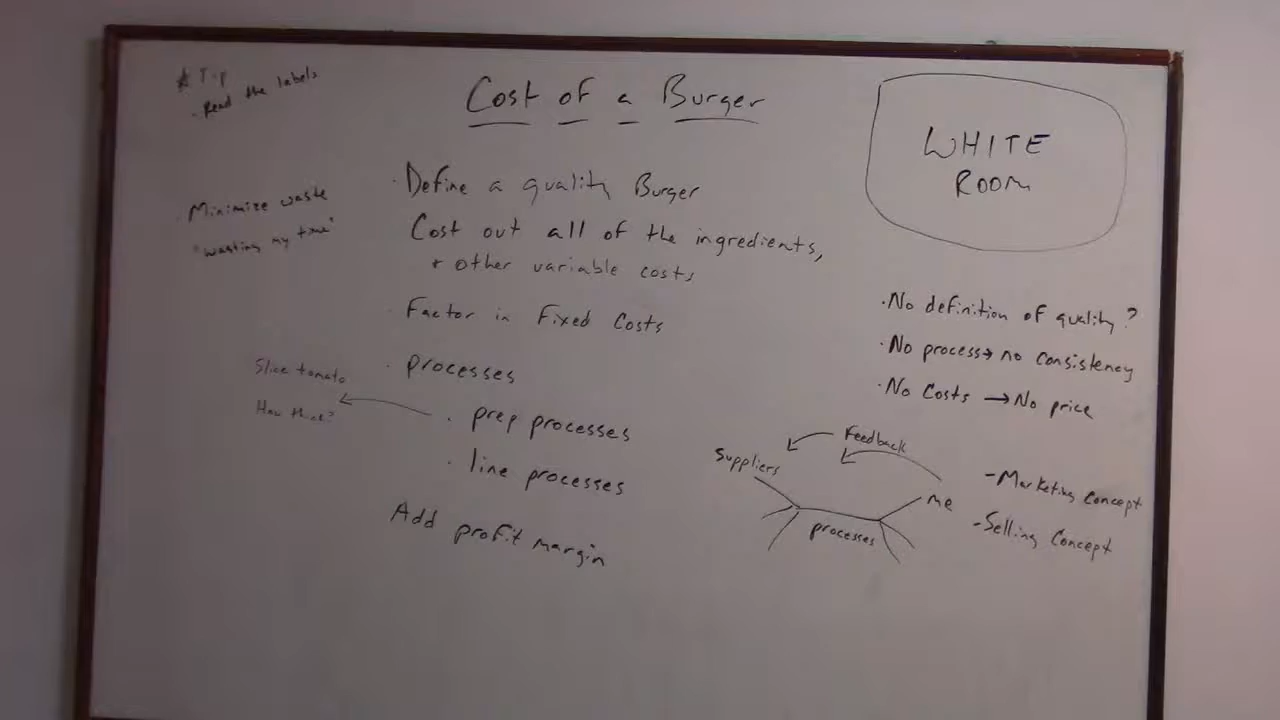 * Tip
· Read the labels
Cost of a Burger
WHITE
ROOM
· Minimize waste
"wasting my time"
· Define a quality Burger
Cost out all of the ingredients,
+ other variable costs
· Factor in Fixed Costs
· processes
Slice tomato
How thick?
· prep processes
· line processes
Add profit margin
· No definition of quality?
· No process → no consistency
· No Costs → No price
Feedback
Suppliers
me
processes
- Marketing Concept
- Selling Concept